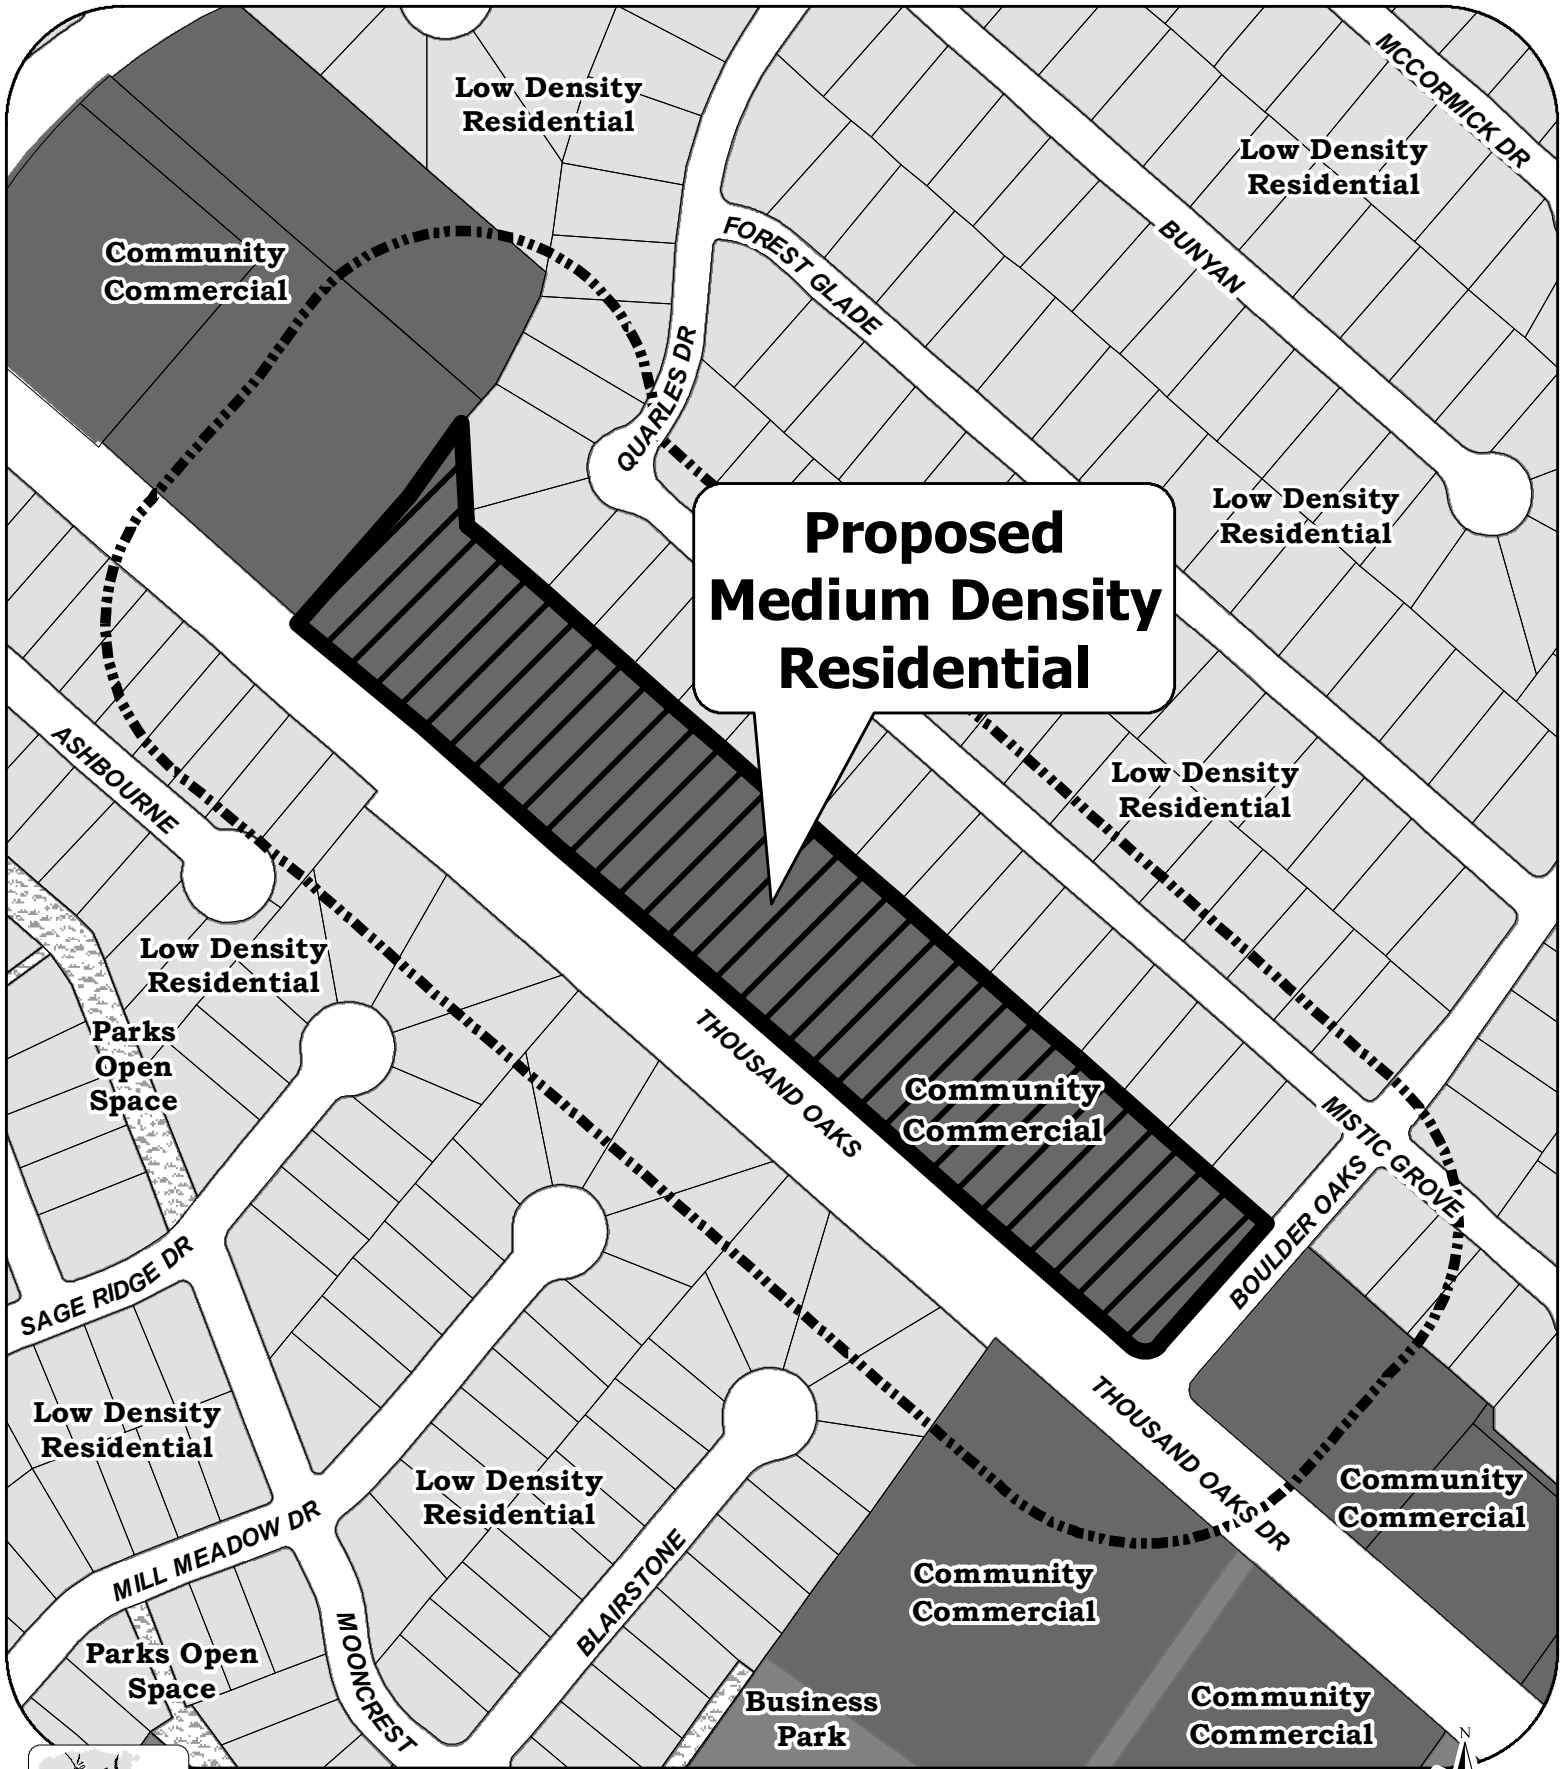 MCCORMICK DR
Low Density
Residential
Low Density
Residential
BUNYAN
FOREST GLADE
Community
Commercial
QUARLES DR
Low Density
Residential
Proposed
Medium Density
Residential
ASHBOURNE
Low Density
Residential
Low Density
Residential
Parks
Open
Space
THOUSAND OAKS
Community
Commercial
MISTIC GROVE
BOULDER OAKS
SAGE RIDGE DR
Low Density
Residential
THOUSAND OAKS DR
Low Density
Residential
Community
Commercial
MILL MEADOW DR
BLAIRSTONE
Community
Commercial
MOONCREST
Parks Open
Space
Business
Park
Community
Commercial
N